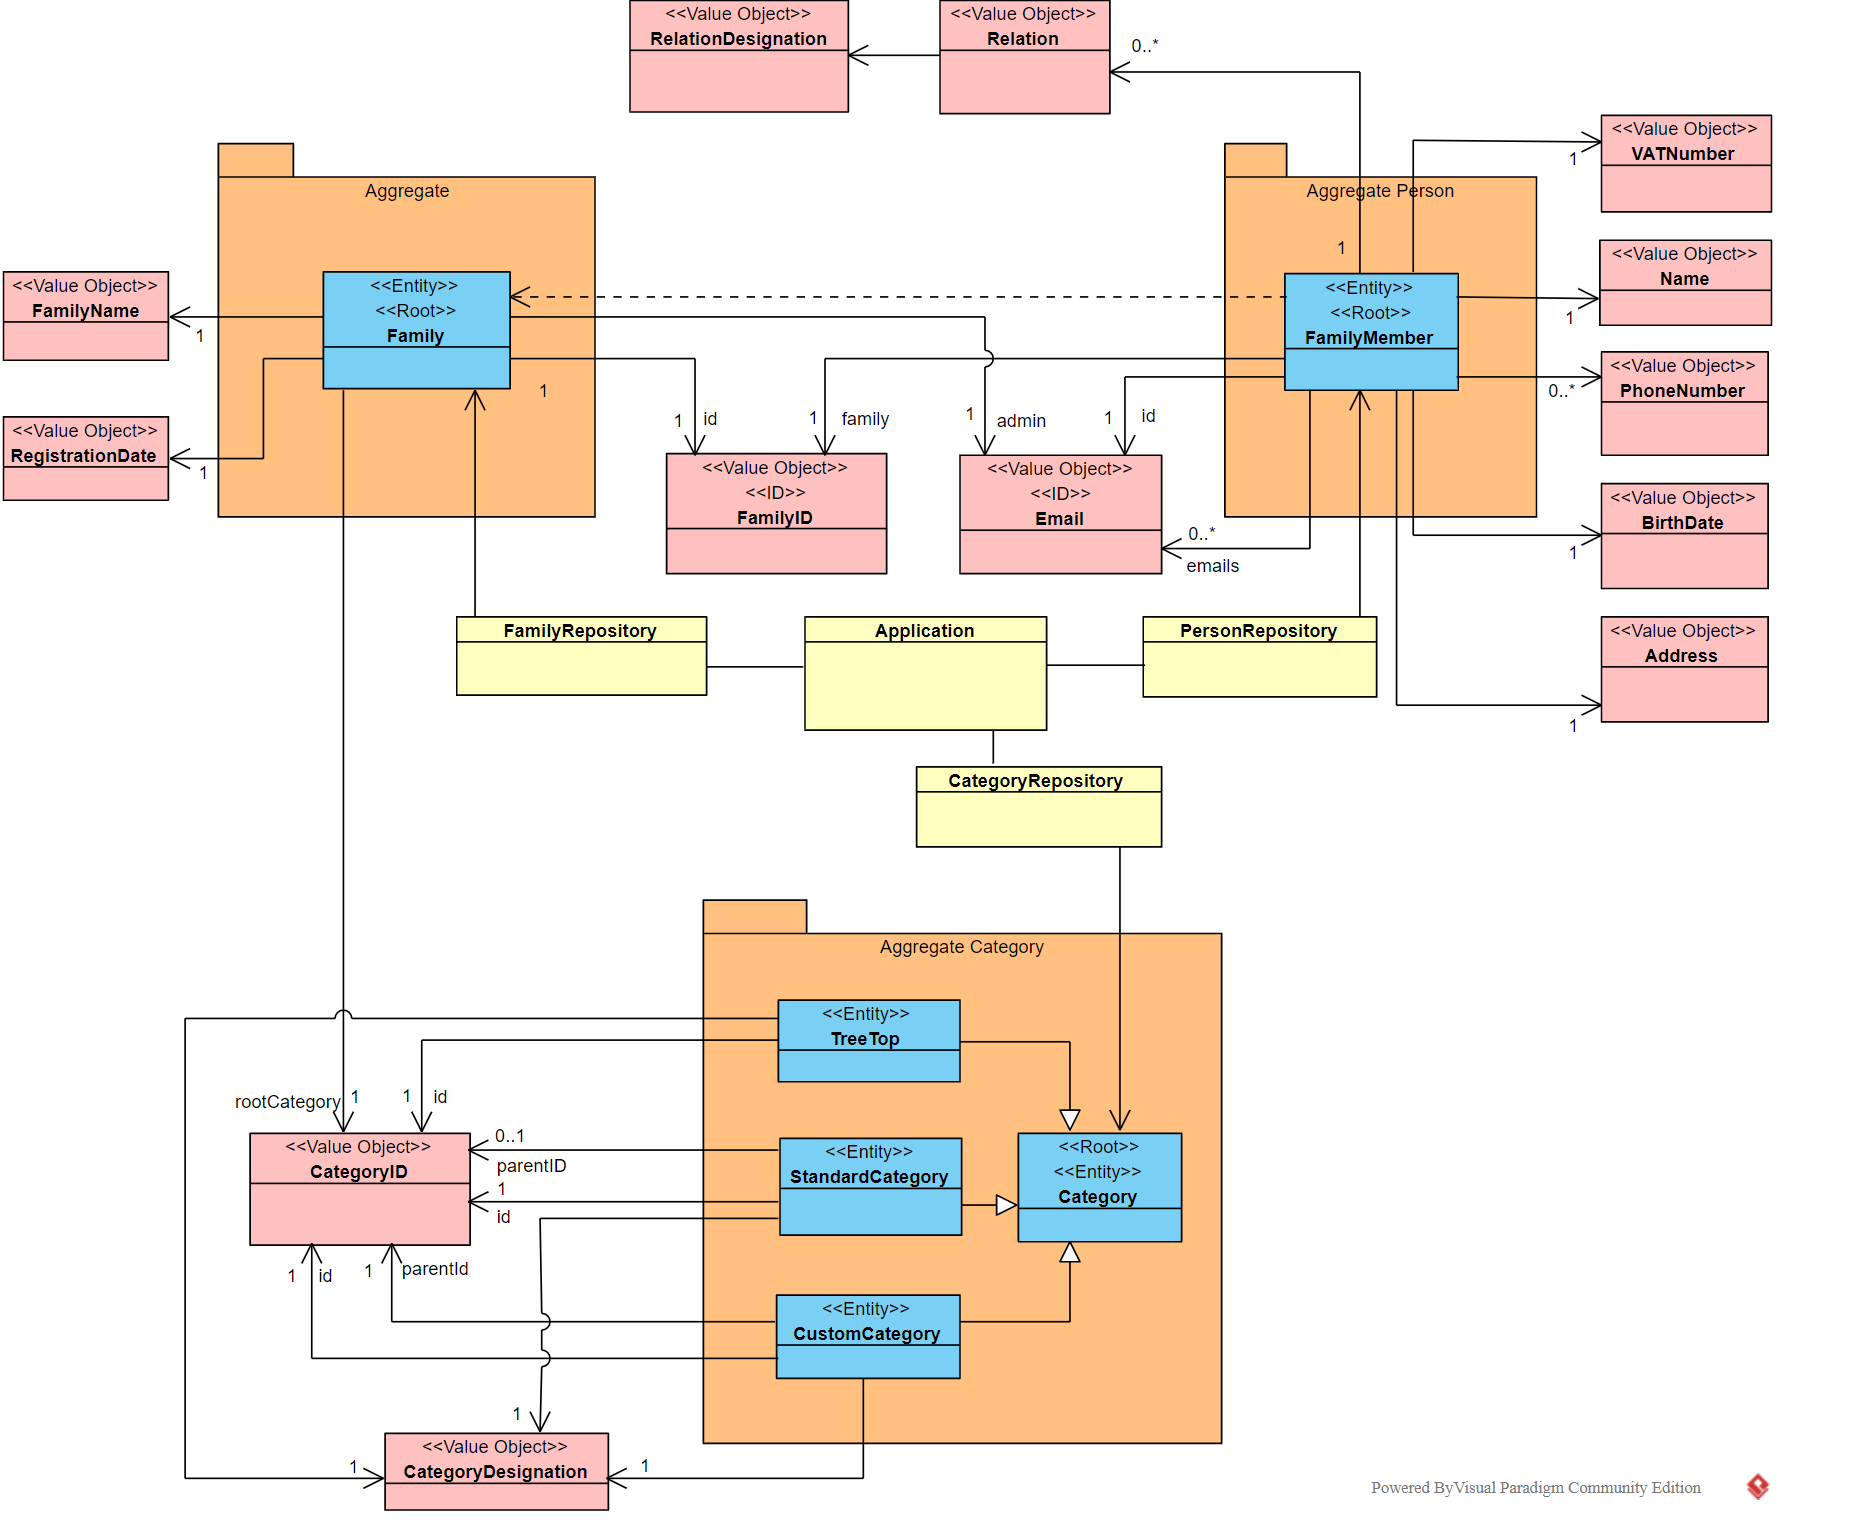 <<Value Object>>
RelationDesignation
<<Value Object>>
Relation
0..*
<<Value Object>>
VATNumber
1
Aggregate
Aggregate Person
1
<<Value Object>>
Name
1
<<Value Object>>
FamilyName
1
<<Entity>>
<<Root>>
Family
1
<<Entity>>
<<Root>>
FamilyMember
<<Value Object>>
PhoneNumber
0..*
<<Value Object>>
RegistrationDate
1
1
id
1
family
1
admin
1
id
<<Value Object>>
<<ID>>
FamilyID
<<Value Object>>
<<ID>>
Email
0..*
emails
<<Value Object>>
BirthDate
1
FamilyRepository
Application
PersonRepository
<<Value Object>>
Address
1
CategoryRepository
Aggregate Category
<<Entity>>
TreeTop
rootCategory
1
1
id
<<Value Object>>
CategoryID
0..1
parentID
1
id
<<Entity>>
StandardCategory
<<Root>>
<<Entity>>
Category
1
id
1
parentId
<<Entity>>
CustomCategory
1
<<Value Object>>
CategoryDesignation
1
1
Powered ByVisual Paradigm Community Edition